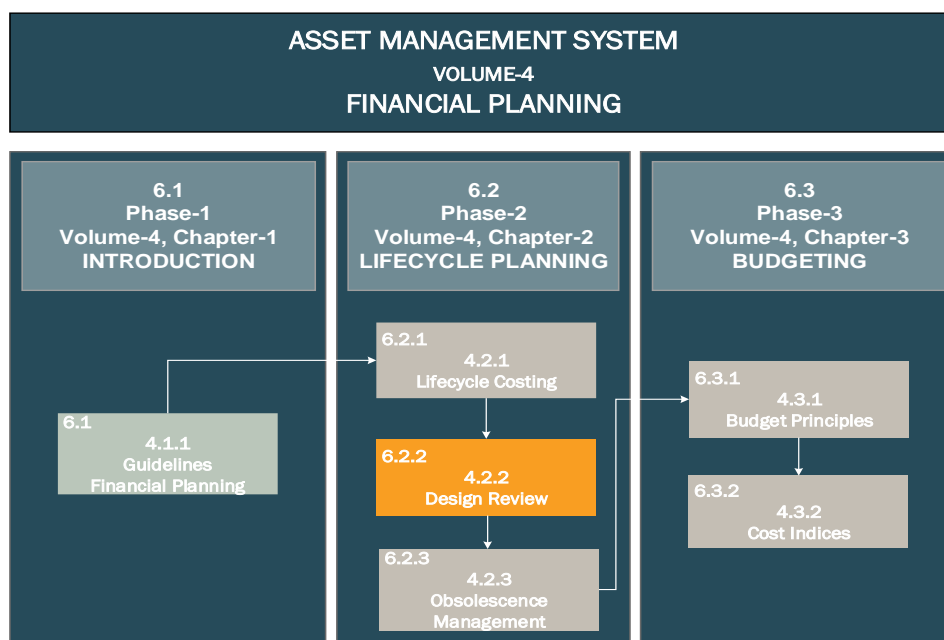 ASSET MANAGEMENT SYSTEM
VOLUME-4
FINANCIAL PLANNING
6.1
Phase-1
Volume-4, Chapter-1
INTRODUCTION
6.1
4.1.1
Guidelines
Financial Planning
6.2
Phase-2
Volume-4, Chapter-2
LIFECYCLE PLANNING
6.2.1
4.2.1
Lifecycle Costing
6.2.2
4.2.2
Design Review
6.2.3
4.2.3
Obsolescence
Management
6.3
Phase-3
Volume-4, Chapter-3
BUDGETING
6.3.1
4.3.1
Budget Principles
6.3.2
4.3.2
Cost Indices